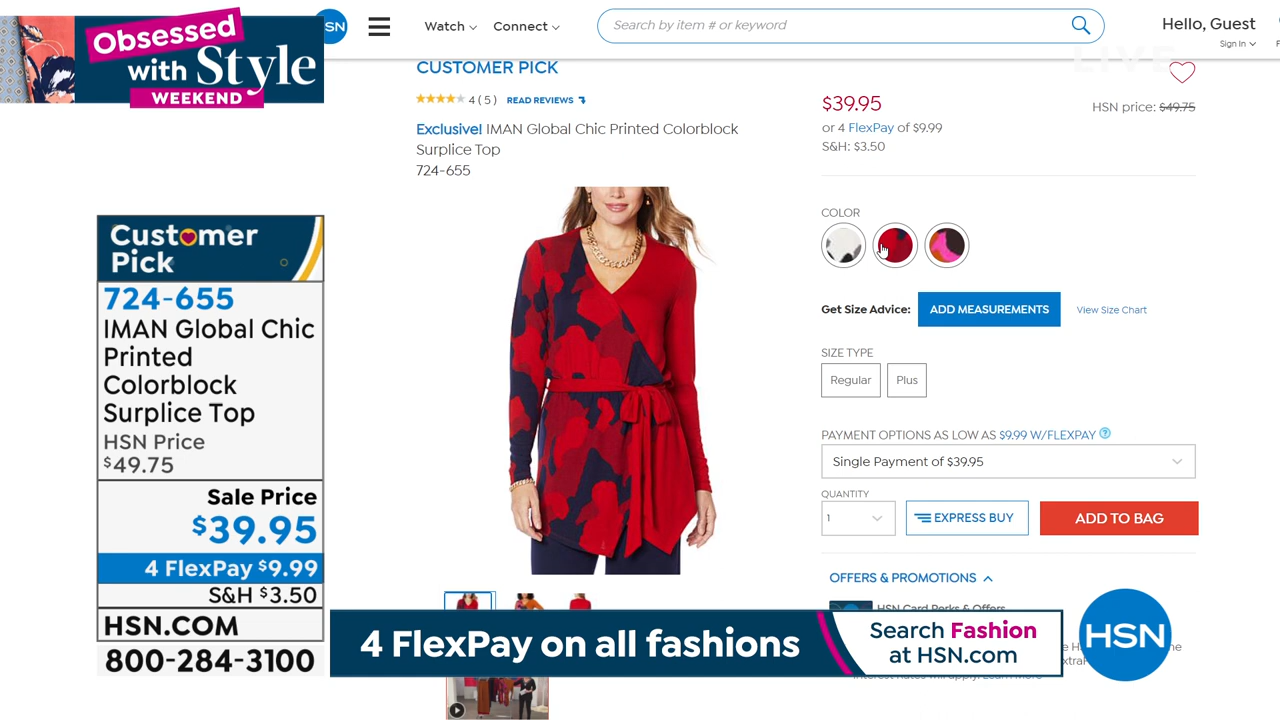 Obsessed
with Style
WEEKEND
Watch
Connect
Search by item # or keyword
Hello, Guest
Sign In
LIVE
CUSTOMER PICK
4 ( 5 ) READ REVIEWS
Exclusive! IMAN Global Chic Printed Colorblock
Surplice Top
724-655
$39.95
HSN price: $49.75
or 4 FlexPay of $9.99
S&H: $3.50
COLOR
Get Size Advice:
ADD MEASUREMENTS
View Size Chart
SIZE TYPE
Regular
Plus
PAYMENT OPTIONS AS LOW AS $9.99 W/FLEXPAY
Single Payment of $39.95
QUANTITY
1
EXPRESS BUY
ADD TO BAG
OFFERS & PROMOTIONS
HSN Card Perks & Offers
Customer
Pick
724-655
IMAN Global Chic
Printed
Colorblock
Surplice Top
HSN Price
$49.75
Sale Price
$39.95
4 FlexPay $9.99
S&H $3.50
HSN.COM
800-284-3100
4 FlexPay on all fashions
Search Fashion
at HSN.com
HSN